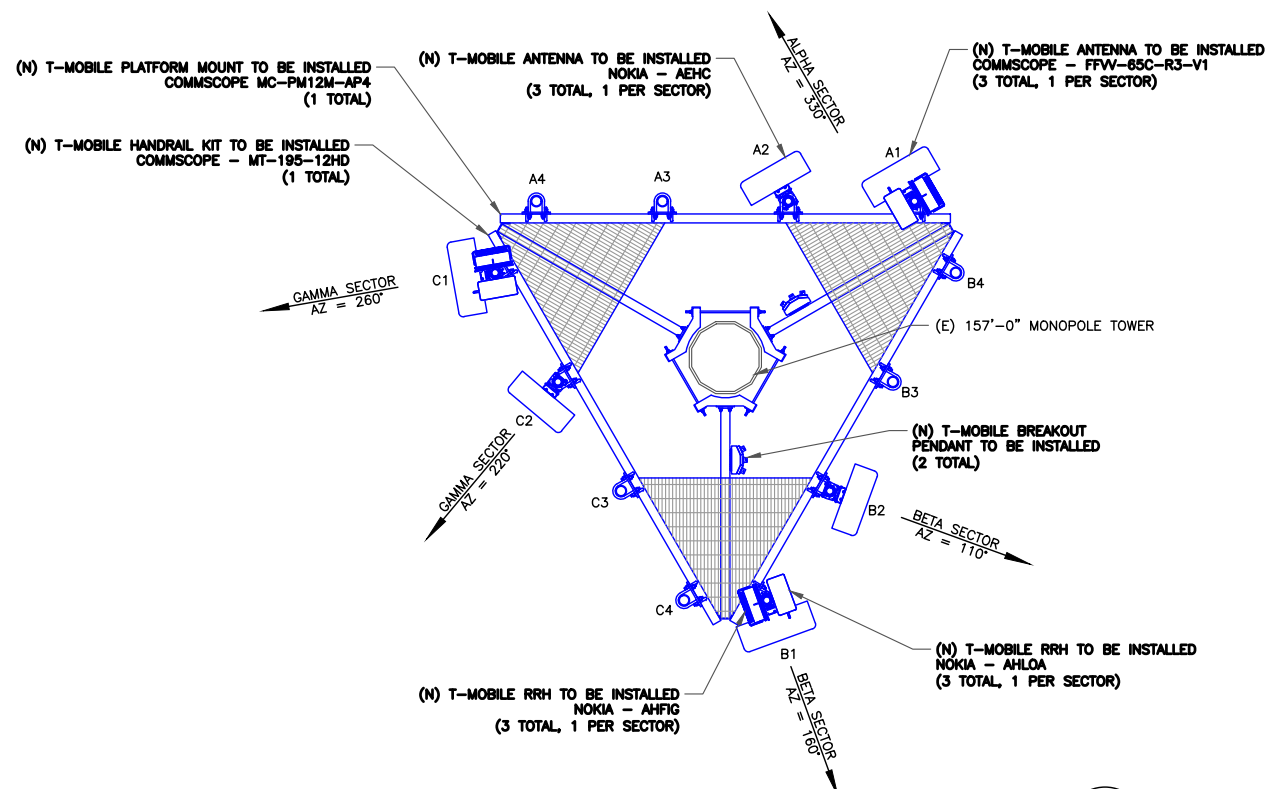 (N) T-MOBILE PLATFORM MOUNT TO BE INSTALLED
COMMSCOPE MC-PM12M-AP4
(1 TOTAL)
(N) T-MOBILE HANDRAIL KIT TO BE INSTALLED
COMMSCOPE - MT-195-12HD
(1 TOTAL)
(N) T-MOBILE ANTENNA TO BE INSTALLED
NOKIA - AEHC
(3 TOTAL, 1 PER SECTOR)
ALPHA SECTOR
AZ = 330°
(N) T-MOBILE ANTENNA TO BE INSTALLED
COMMSCOPE - FFVV-65C-R3-V1
(3 TOTAL, 1 PER SECTOR)
A4
A3
A2
A1
C1
GAMMA SECTOR
AZ = 260°
B4
(E) 157'-0" MONOPOLE TOWER
B3
C2
GAMMA SECTOR
AZ = 220°
(N) T-MOBILE BREAKOUT
PENDANT TO BE INSTALLED
(2 TOTAL)
C3
B2
BETA SECTOR
AZ = 110°
C4
B1
(N) T-MOBILE RRH TO BE INSTALLED
NOKIA - AHLOA
(3 TOTAL, 1 PER SECTOR)
(N) T-MOBILE RRH TO BE INSTALLED
NOKIA - AHFIG
(3 TOTAL, 1 PER SECTOR)
BETA SECTOR
AZ = 160°